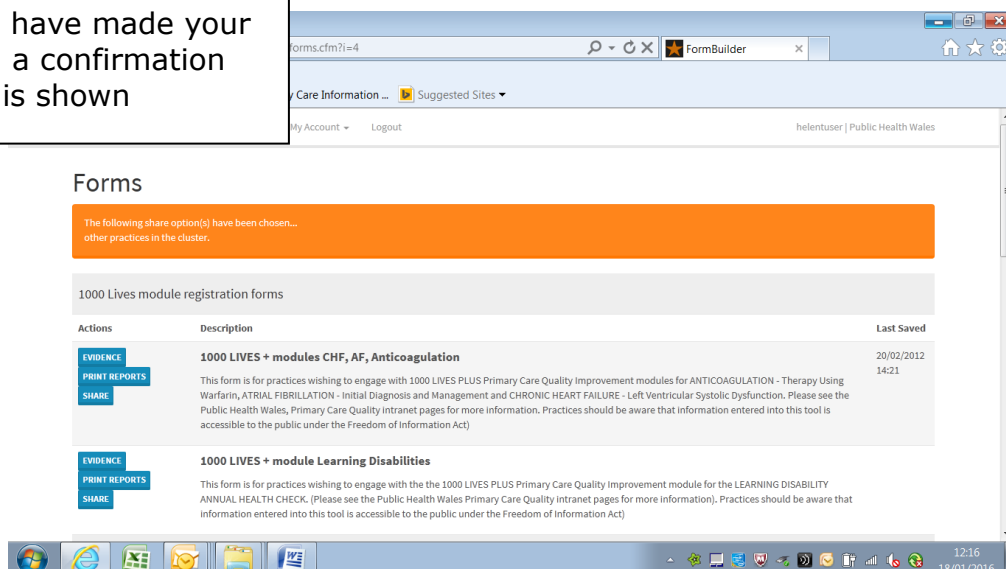 have made your
a confirmation
is shown
forms.cfm?i=4
FormBuilder
Care Information ...
Suggested Sites
My Account
Logout
helentuser | Public Health Wales
Forms
The following share option(s) have been chosen...
other practices in the cluster.
1000 Lives module registration forms
Actions Description Last Saved
EVIDENCE
PRINT REPORTS
SHARE
1000 LIVES + modules CHF, AF, Anticoagulation
This form is for practices wishing to engage with 1000 LIVES PLUS Primary Care Quality Improvement modules for ANTICOAGULATION - Therapy Using
Warfarin, ATRIAL FIBRILLATION - Initial Diagnosis and Management and CHRONIC HEART FAILURE - Left Ventricular Systolic Dysfunction. Please see the
Public Health Wales, Primary Care Quality intranet pages for more information. Practices should be aware that information entered into this tool is
accessible to the public under the Freedom of Information Act)
20/02/2012
14:21
EVIDENCE
PRINT REPORTS
SHARE
1000 LIVES + module Learning Disabilities
This form is for practices wishing to engage with the the 1000 LIVES PLUS Primary Care Quality Improvement module for the LEARNING DISABILITY
ANNUAL HEALTH CHECK. (Please see the Public Health Wales Primary Care Quality intranet pages for more information). Practices should be aware that
information entered into this tool is accessible to the public under the Freedom of Information Act)
12:16
18/01/2016